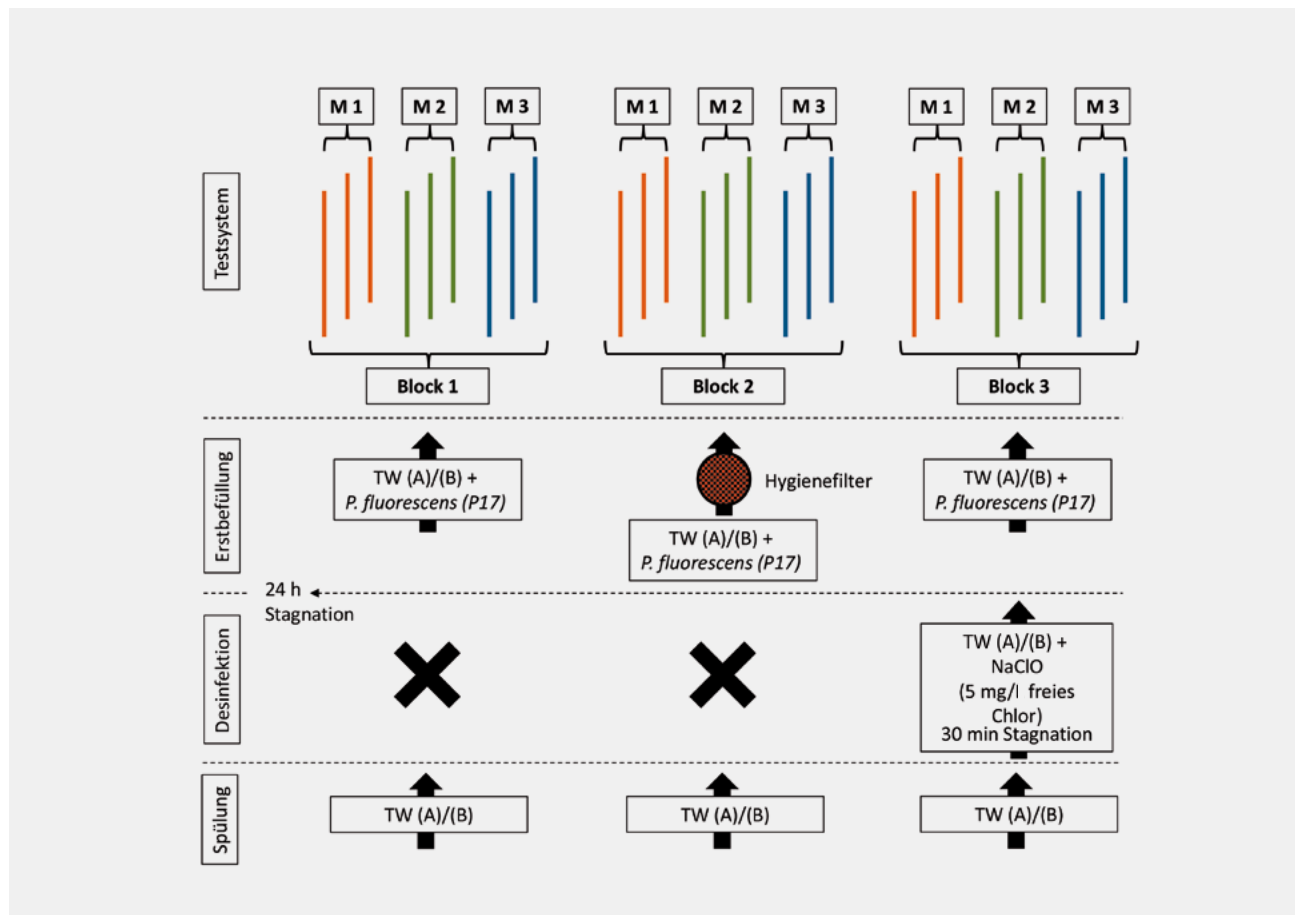 M 1
M 2
M 3
M 1
M 2
M 3
M 1
M 2
M 3
Testsystem
Block 1
Block 2
Block 3
Erstbefüllung
TW (A)/(B) +
P. fluorescens (P17)
Hygienefilter
TW (A)/(B) +
P. fluorescens (P17)
TW (A)/(B) +
P. fluorescens (P17)
24 h
Stagnation
Desinfektion
TW (A)/(B) +
NaClO
(5 mg/l freies
Chlor)
30 min Stagnation
Spülung
TW (A)/(B)
TW (A)/(B)
TW (A)/(B)